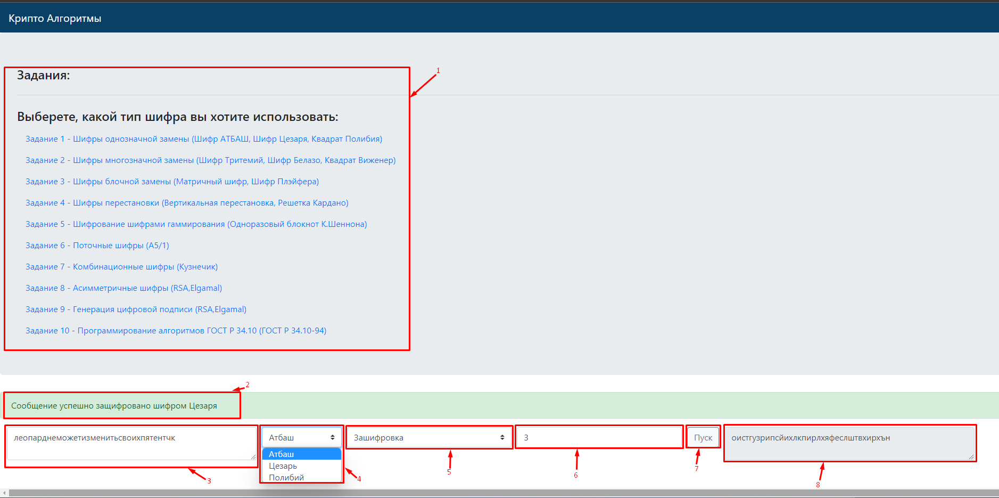 Крипто Алгоритмы
1
Задания:
Выберете, какой тип шифра вы хотите использовать:
Задание 1 - Шифры однозначной замены (Шифр АТБАШ, Шифр Цезаря, Квадрат Полибия)
Задание 2 - Шифры многозначной замены (Шифр Тритемий, Шифр Белазо, Квадрат Виженер)
Задание 3 - Шифры блочной замены (Матричный шифр, Шифр Плэйфера)
Задание 4 - Шифры перестановки (Вертикальная перестановка, Решетка Кардано)
Задание 5 - Шифрование шифрами гаммирования (Одноразовый блокнот К.Шеннона)
Задание 6 - Поточные шифры (А5/1)
Задание 7 - Комбинационные шифры (Кузнечик)
Задание 8 - Асимметричные шифры (RSA,Elgamal)
Задание 9 - Генерация цифровой подписи (RSA,Elgamal)
Задание 10 - Программирование алгоритмов ГОСТ Р 34.10 (ГОСТ Р 34.10-94)
2
Сообщение успешно защифровано шифром Цезаря
леопарднеможетизменитьсвоихпятентчк Атбаш Зашифровка 3 Пуск оистгузрипсйихлкпирлхяфеслштвхирхън
Атбаш
Цезарь
Полибий
3 4 5 6 7 8